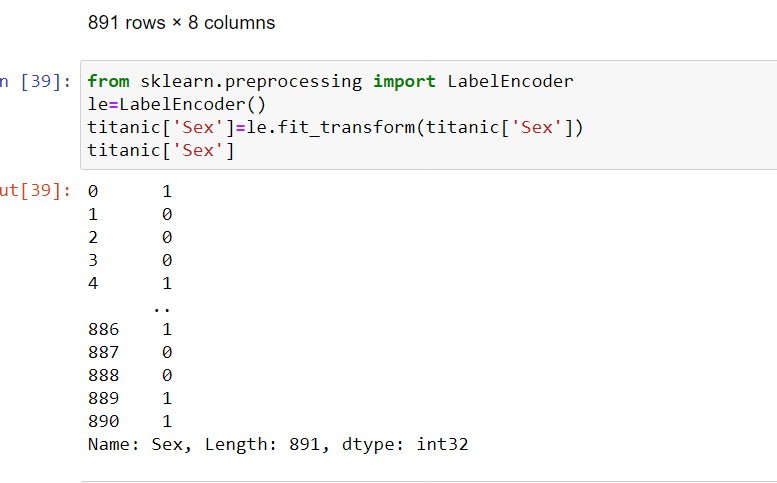 891 rows × 8 columns
n [39]: from sklearn.preprocessing import LabelEncoder
le=LabelEncoder()
titanic['Sex']=le.fit_transform(titanic['Sex'])
titanic['Sex']
ut[39]: 0 1
1 0
2 0
3 0
4 1
..
886 1
887 0
888 0
889 1
890 1
Name: Sex, Length: 891, dtype: int32